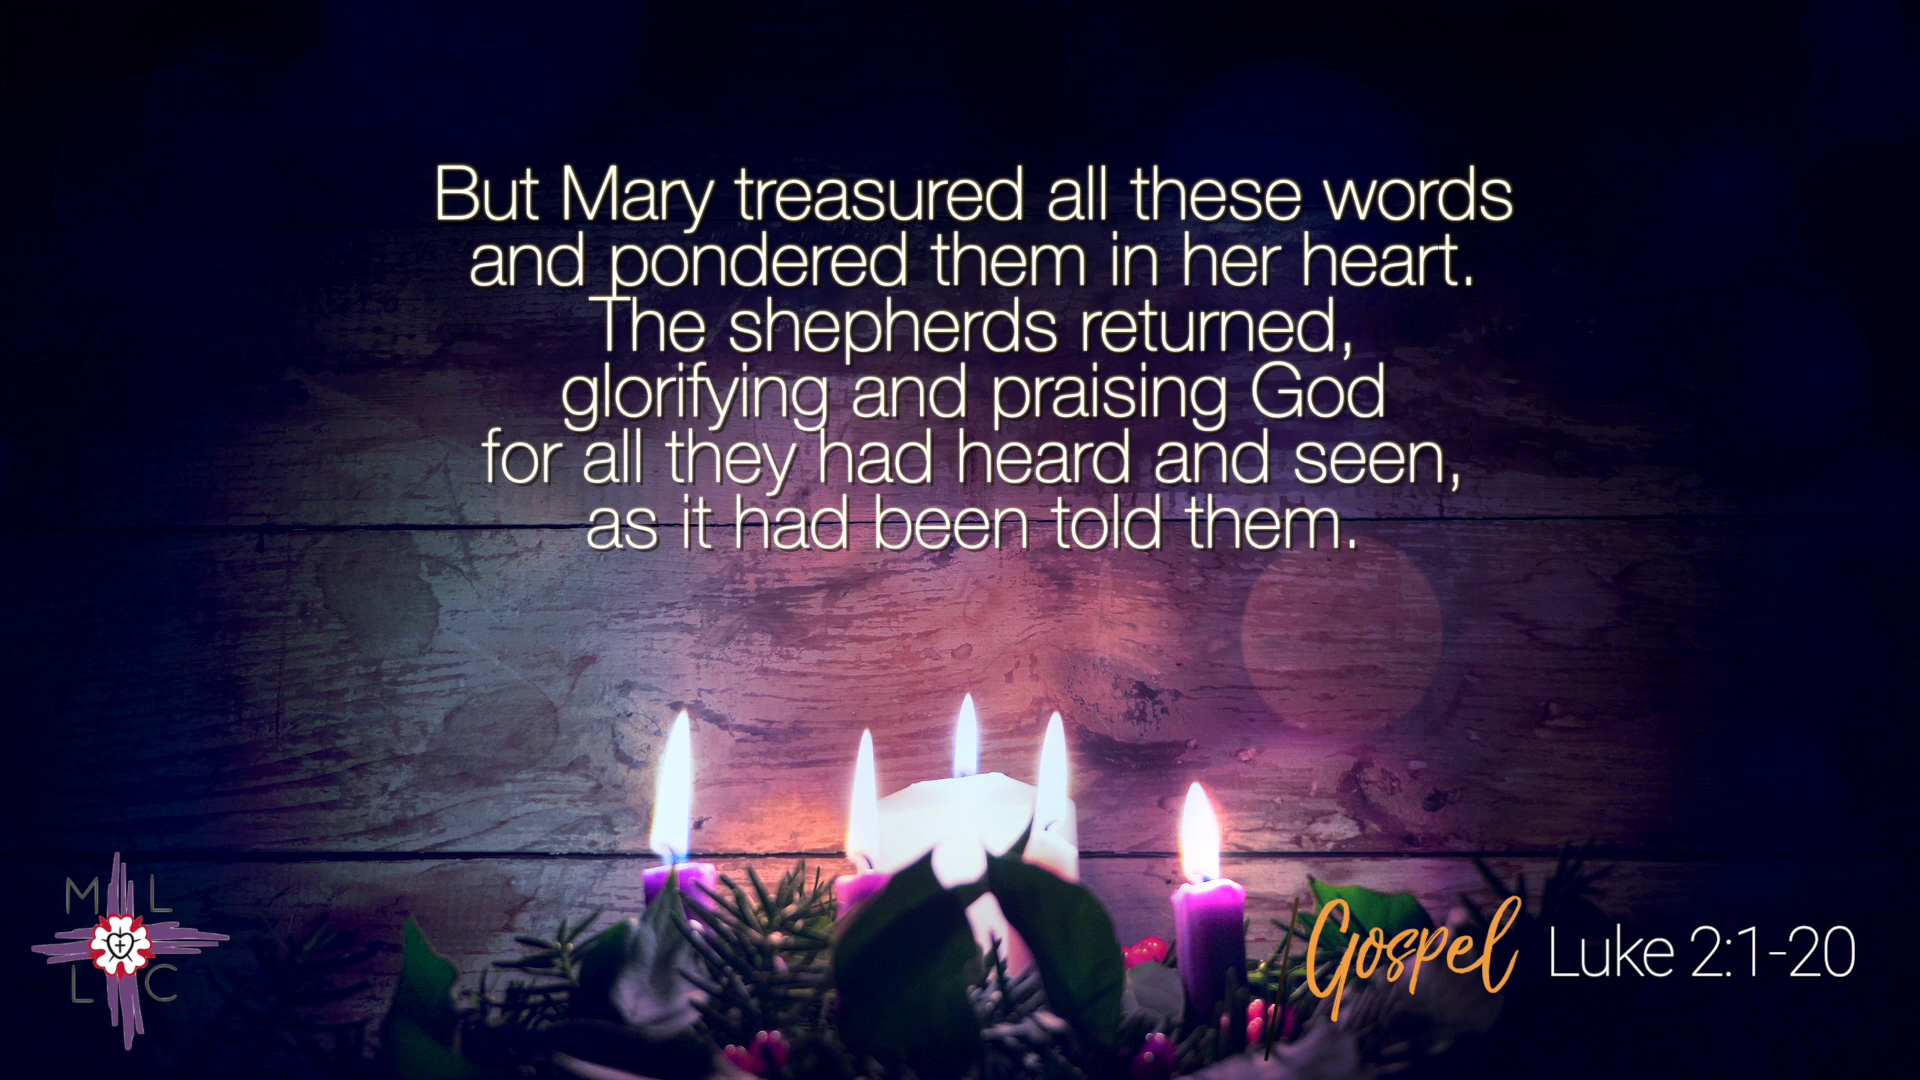 But Mary treasured all these words
and pondered them in her heart.
The shepherds returned,
glorifying and praising God
for all they had heard and seen,
as it had been told them.
M L
L C
Gospel Luke 2:1-20